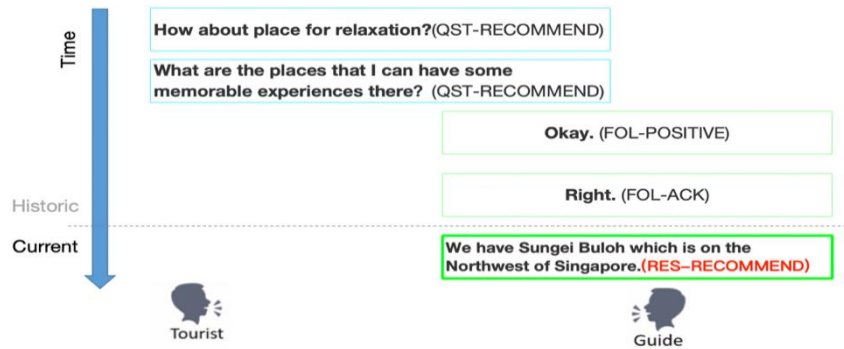 Time
How about place for relaxation?(QST-RECOMMEND)
What are the places that I can have some
memorable experiences there? (QST-RECOMMEND)
Okay. (FOL-POSITIVE)
Right. (FOL-ACK)
Historic
Current
We have Sungei Buloh which is on the
Northwest of Singapore.(RES–RECOMMEND)
Tourist
Guide